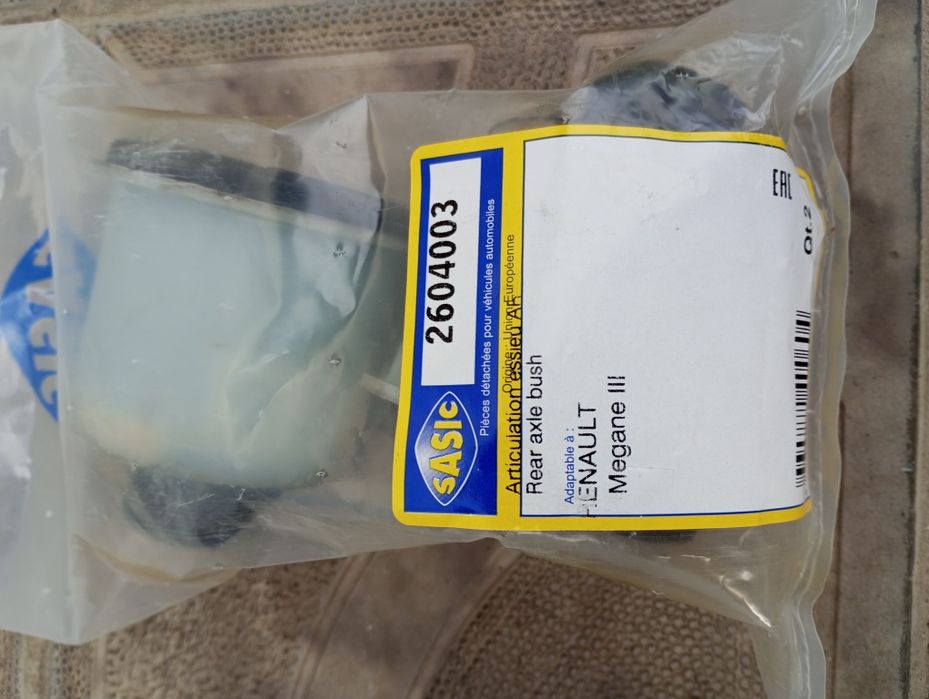 SASIC
2604003
Pièces détachées pour véhicules automobiles
Origine : Union Européenne
Articulation essieu AR
Rear axle bush
Adaptable à :
RENAULT
Megane III
Qt. 2
EAC
SASIC